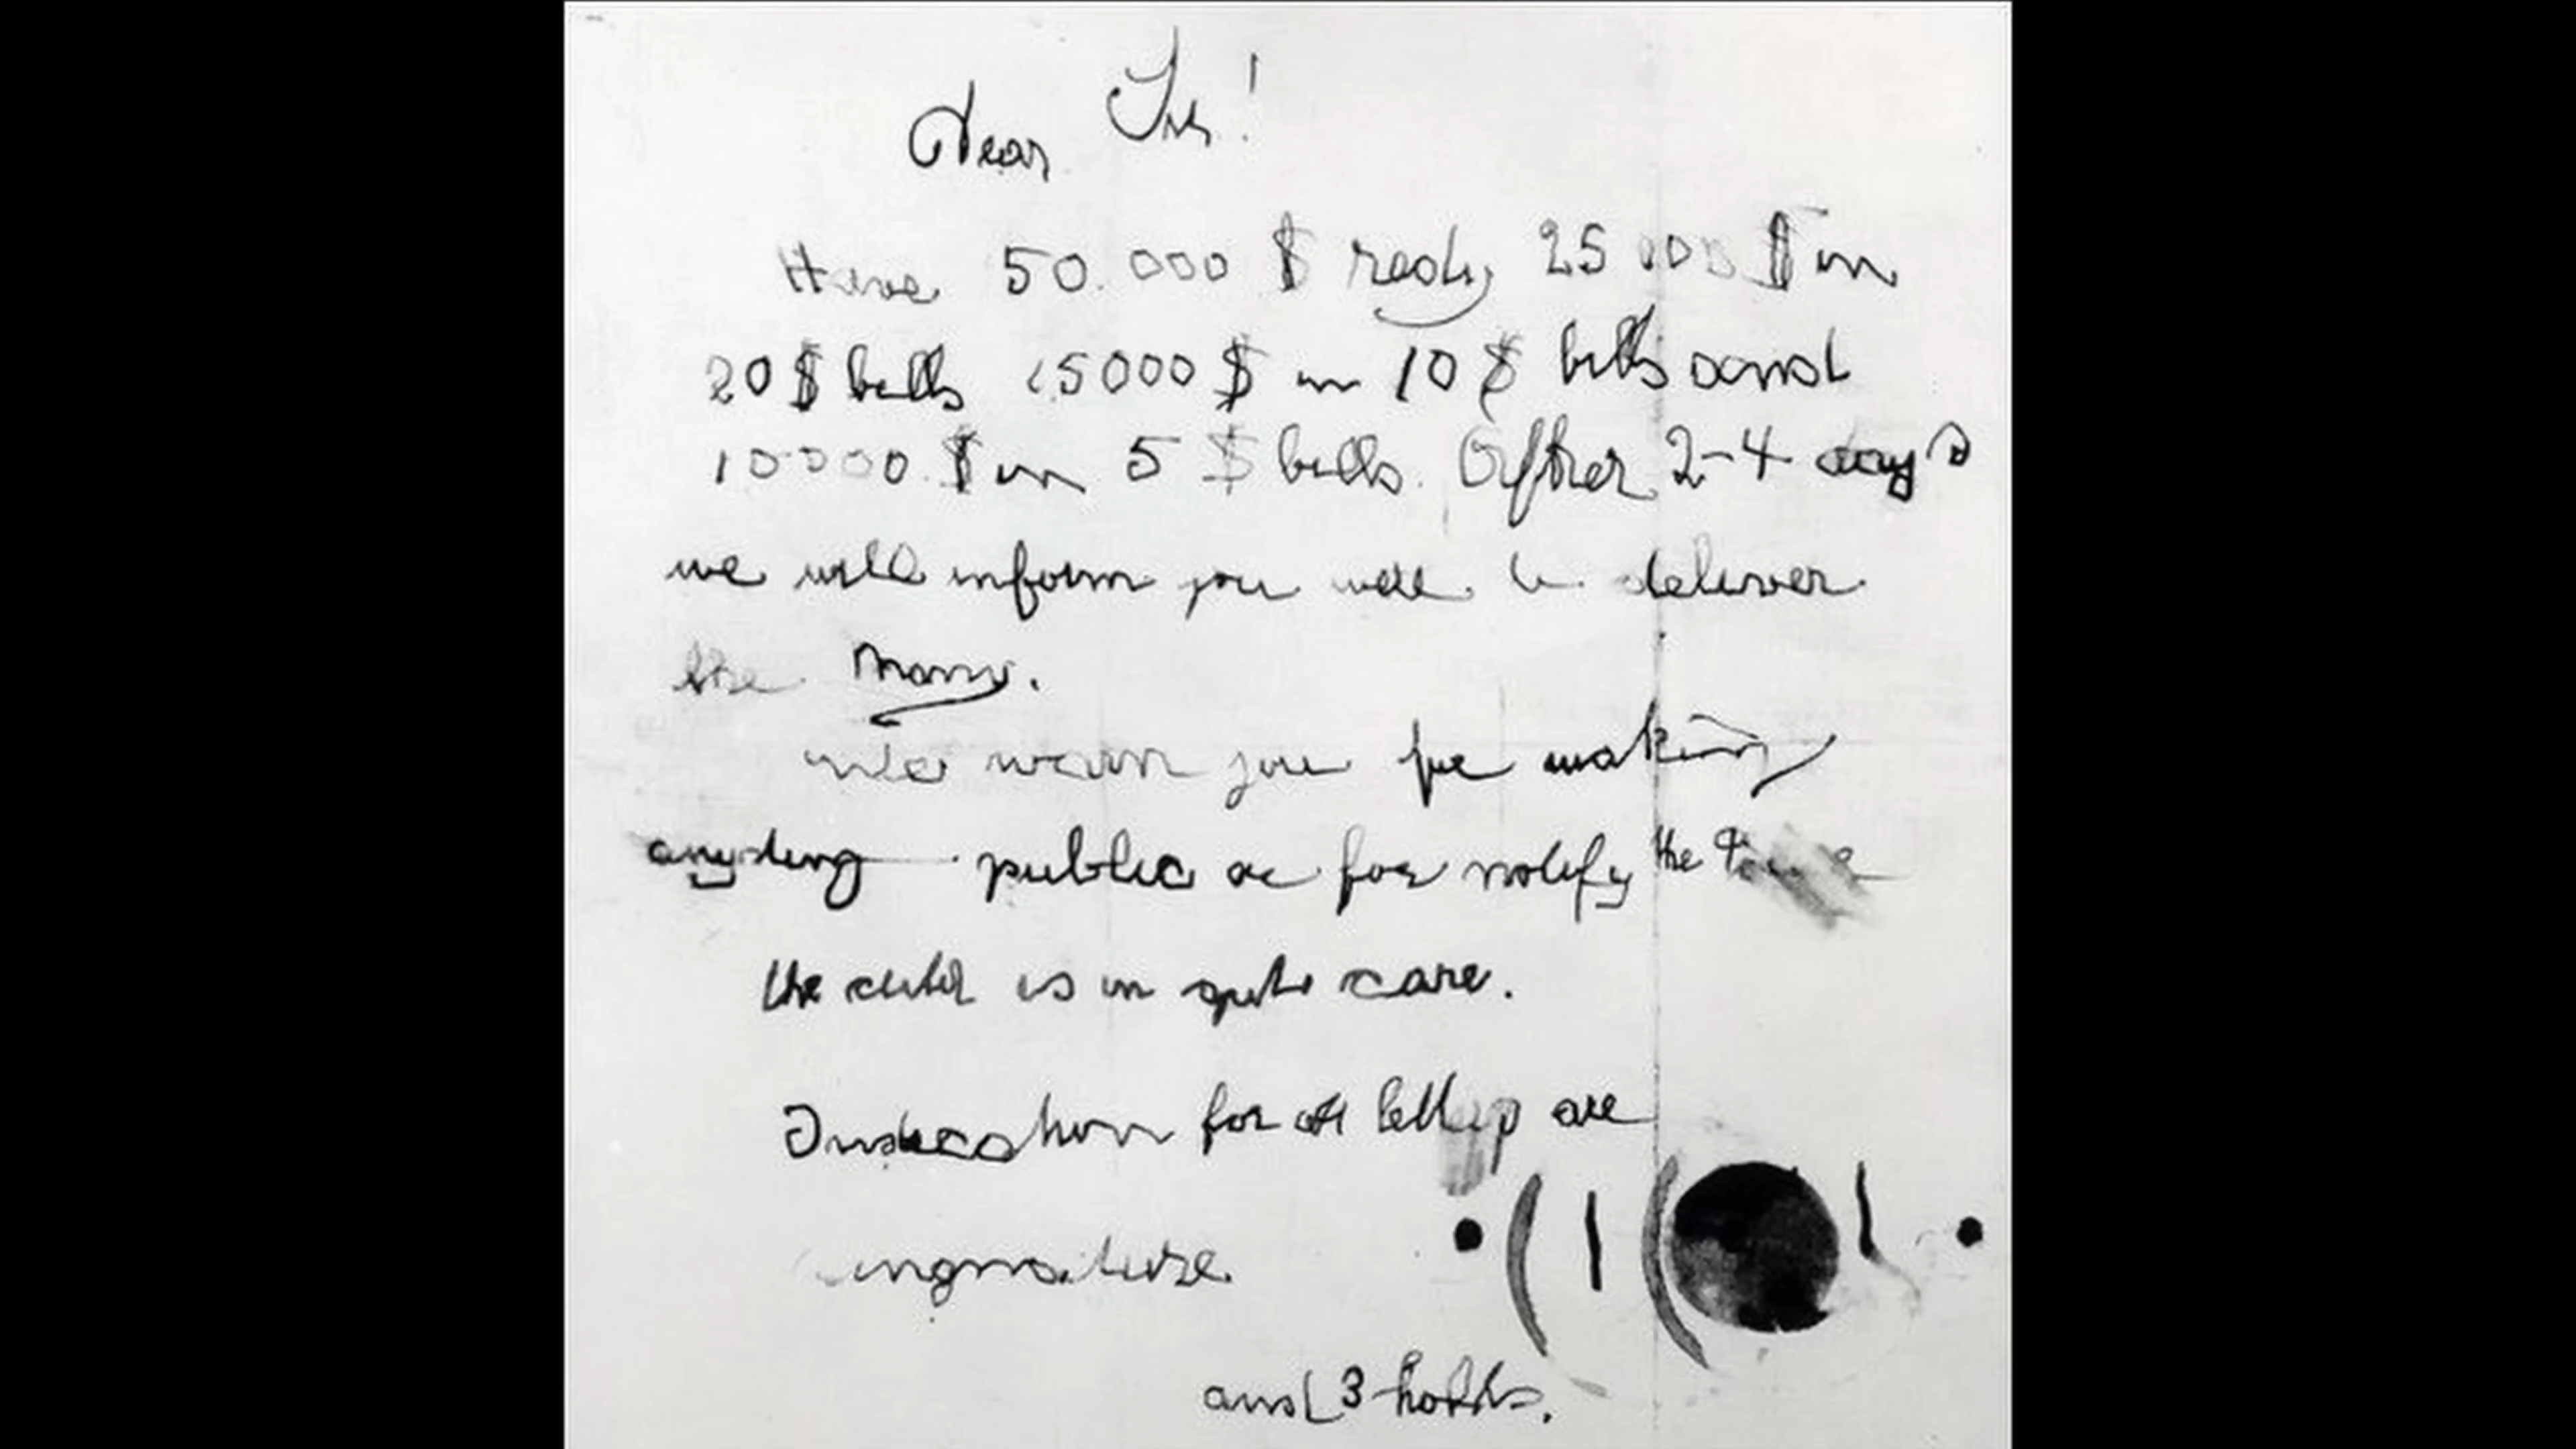 Dear Sir!
Have 50.000 $ redy 25000 $ in
20 $ bills 15000 $ in 10 $ bills and
10000 $ in 5 $ bills. After 2-4 days
we will inform you were to deliver
the Mony.
We warn you for making
anyding public or for notify the Police
the child is in gute care.
Indication for all letters are
singnature
and 3 holds.